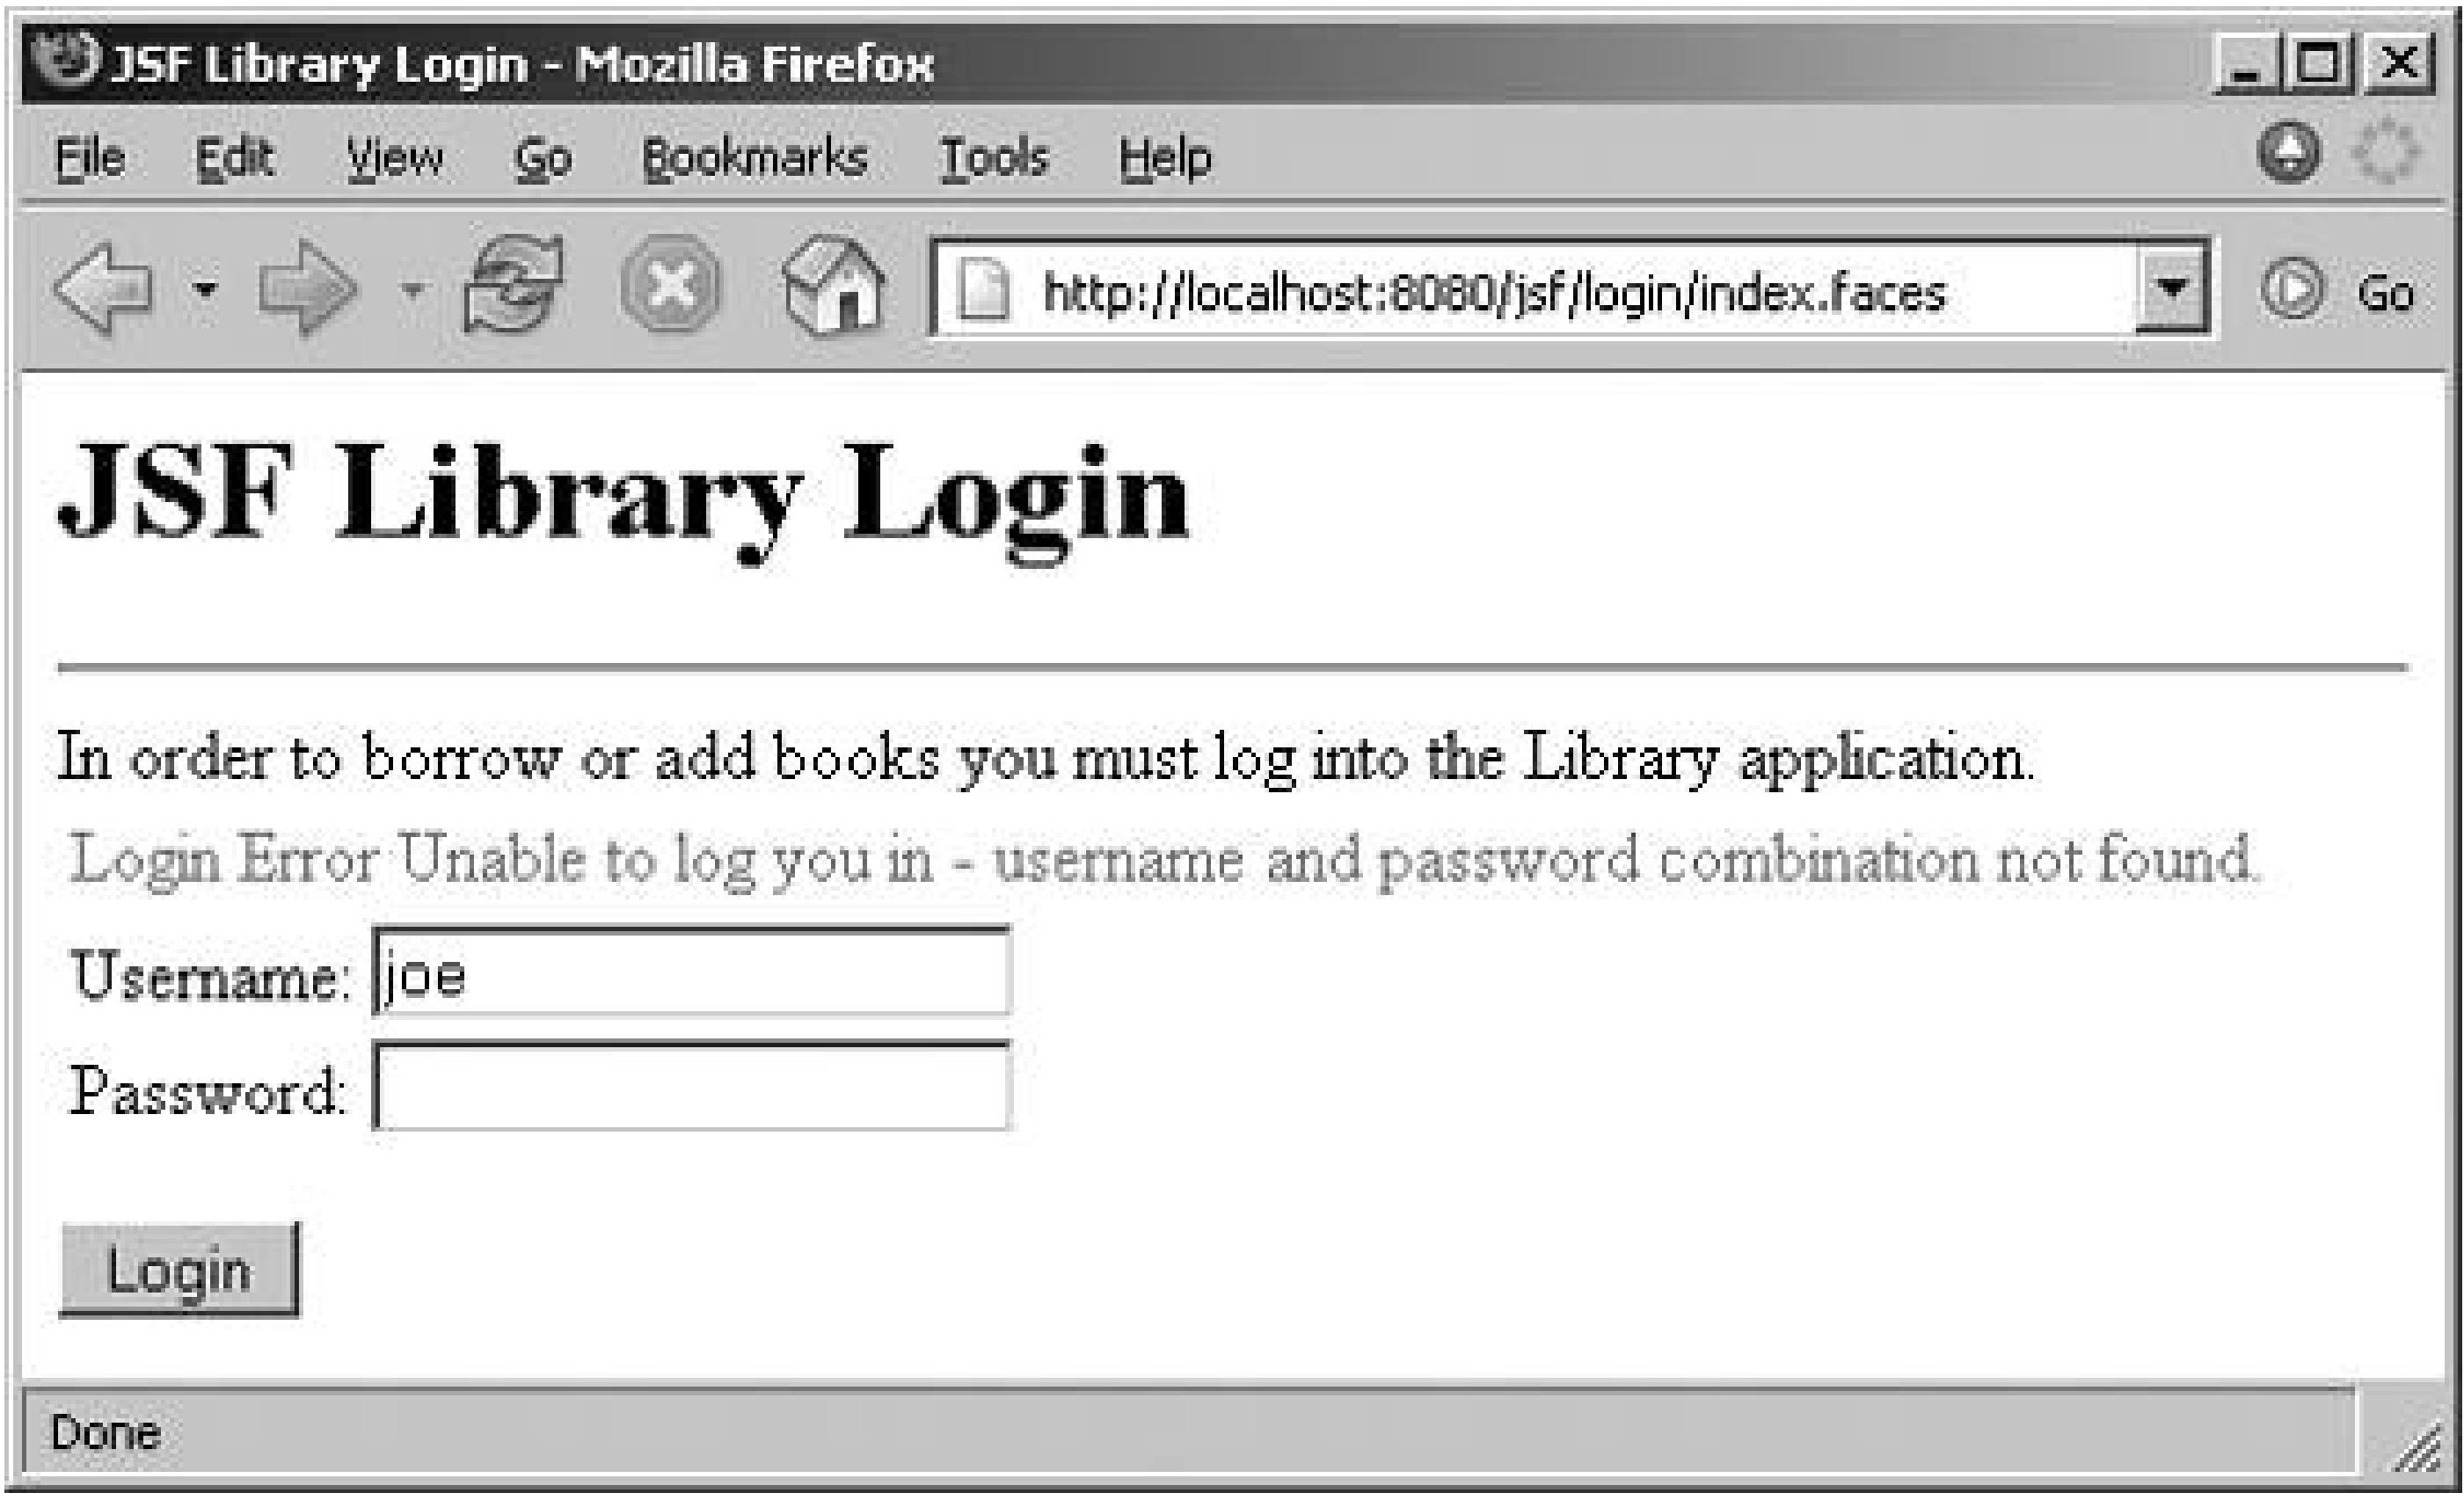 JSF Library Login - Mozilla Firefox
File Edit View Go Bookmarks Tools Help
http://localhost:8080/jsf/login/index.faces Go
JSF Library Login
In order to borrow or add books you must log into the Library application.
Login Error Unable to log you in - username and password combination not found.
Username: joe
Password:
Login
Done